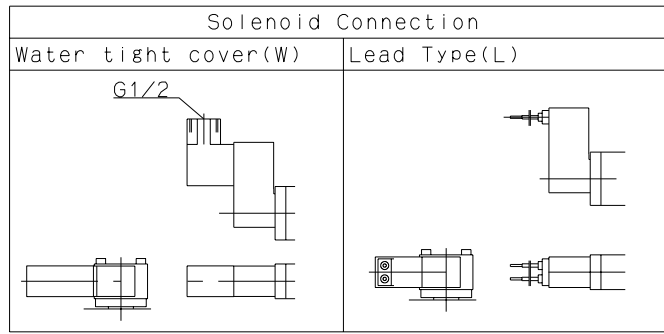 Solenoid Connection
Water tight cover(W)
Lead Type(L)
G1/2